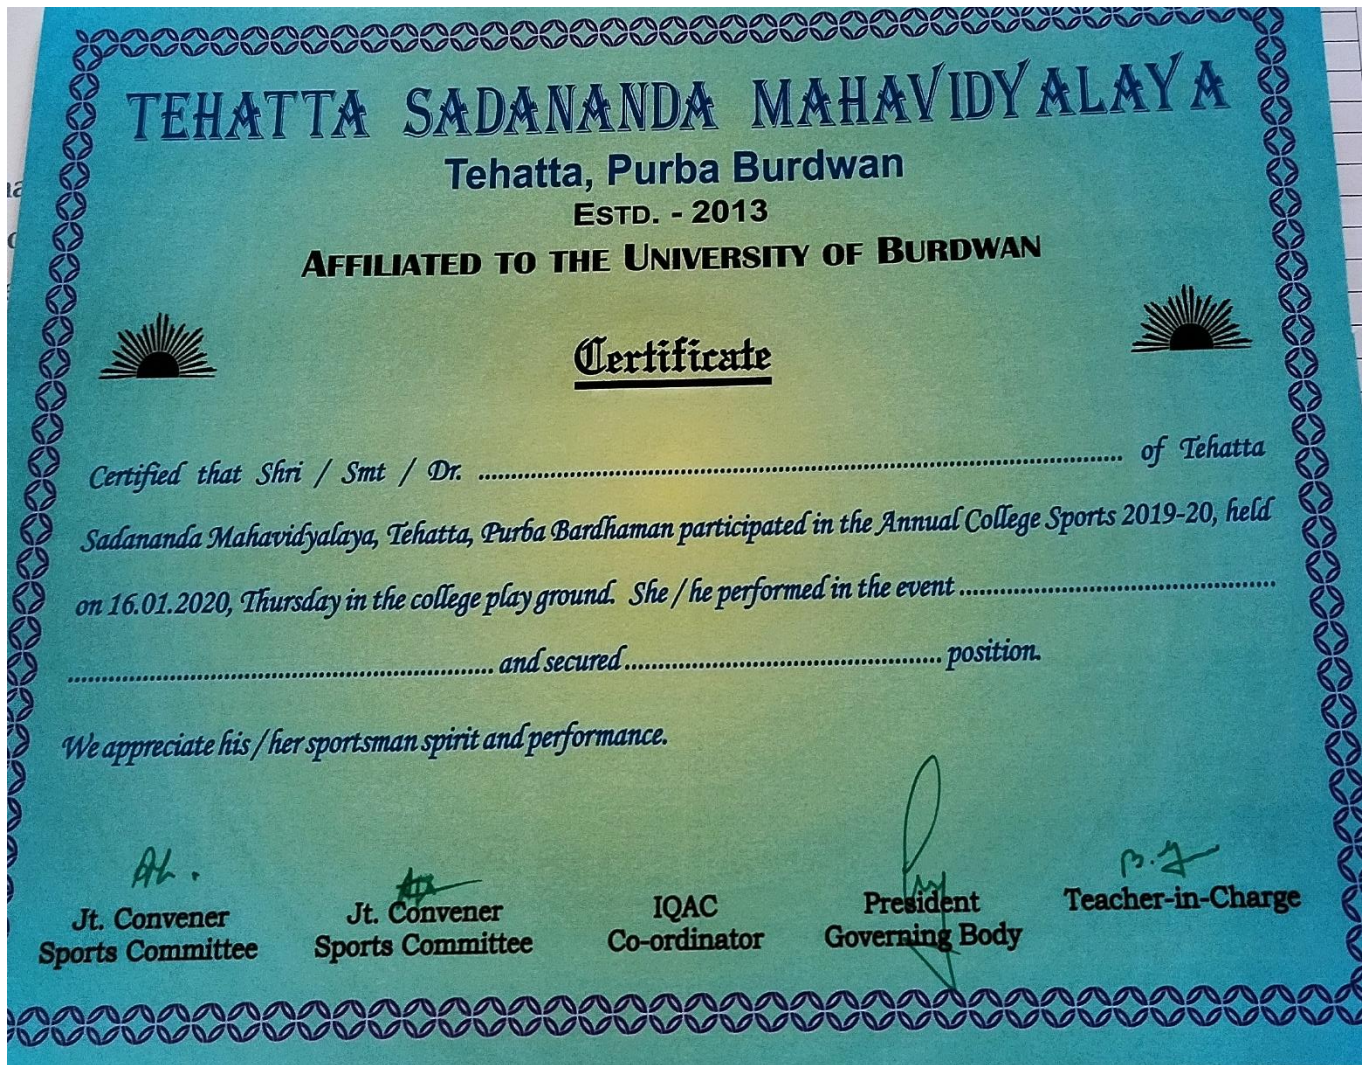 TEHATTA SADANANDA MAHAVIDYALAYA
Tehatta, Purba Burdwan
ESTD. - 2013
AFFILIATED TO THE UNIVERSITY OF BURDWAN
Certificate
Certified that Shri / Smt / Dr. .................... of Tehatta
Sadananda Mahavidyalaya, Tehatta, Purba Bardhaman participated in the Annual College Sports 2019-20, held
on 16.01.2020, Thursday in the college play ground. She / he performed in the event ....................
.................... and secured .................... position.
We appreciate his / her sportsman spirit and performance.
Jt. Convener
Sports Committee
Jt. Convener
Sports Committee
IQAC
Co-ordinator
President
Governing Body
Teacher-in-Charge